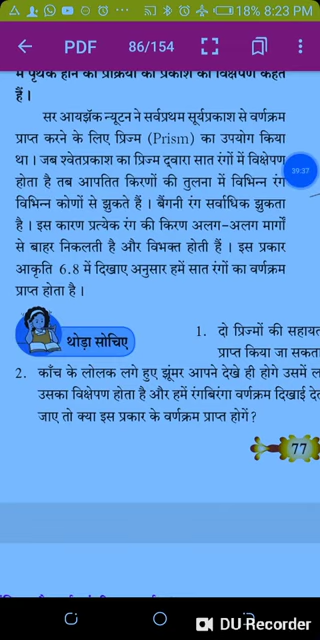 18% 8:23 PM
PDF 86/154
में पृथक होने की प्रक्रिया को प्रकाश का विक्षेपण कहते
हैं ।
सर आयझॅक न्यूटन ने सर्वप्रथम सूर्यप्रकाश से वर्णक्रम
प्राप्त करने के लिए प्रिज्म (Prism) का उपयोग किया
था । जब श्वेतप्रकाश का प्रिज्म द्वारा सात रंगों में विक्षेपण
होता है तब आपतित किरणों की तुलना में विभिन्न रंग
39:37
विभिन्न कोणों से झुकते हैं । बैंगनी रंग सर्वाधिक झुकता
है । इस कारण प्रत्येक रंग की किरण अलग-अलग मार्गो
से बाहर निकलती है और विभक्त होती हैं । इस प्रकार
आकृति 6.8 में दिखाए अनुसार हमें सात रंगों का वर्णक्रम
प्राप्त होता है ।
थोड़ा सोचिए
1. दो प्रिज्मों की सहायत
प्राप्त किया जा सकता
2. काँच के लोलक लगे हुए झूंमर आपने देखे ही होगे उसमें ल
उसका विक्षेपण होता है और हमें रंगबिरंगा वर्णक्रम दिखाई दे
जाए तो क्या इस प्रकार के वर्णक्रम प्राप्त होगें ?
77
DU Recorder